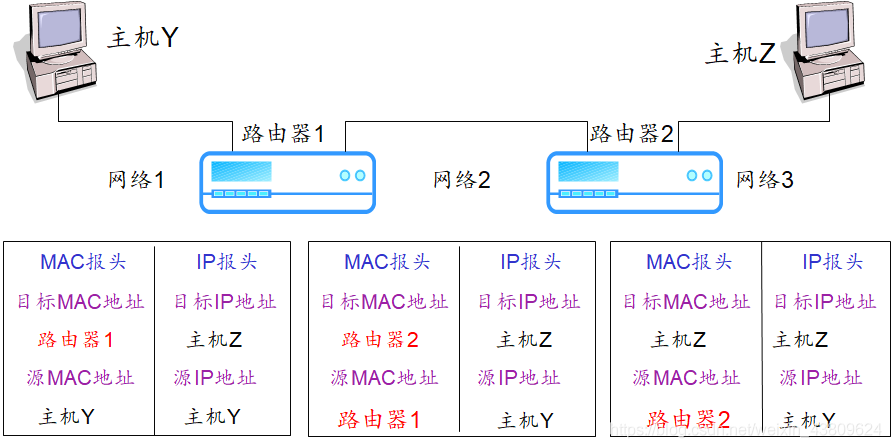 主机Y
主机Z
路由器1
路由器2
网络1
网络2
网络3
MAC报头 IP报头
目标MAC地址 目标IP地址
路由器1 主机Z
源MAC地址 源IP地址
主机Y 主机Y
MAC报头 IP报头
目标MAC地址 目标IP地址
路由器2 主机Z
源MAC地址 源IP地址
路由器1 主机Y
MAC报头 IP报头
目标MAC地址 目标IP地址
主机Z 主机Z
源MAC地址 源IP地址
路由器2 主机Y